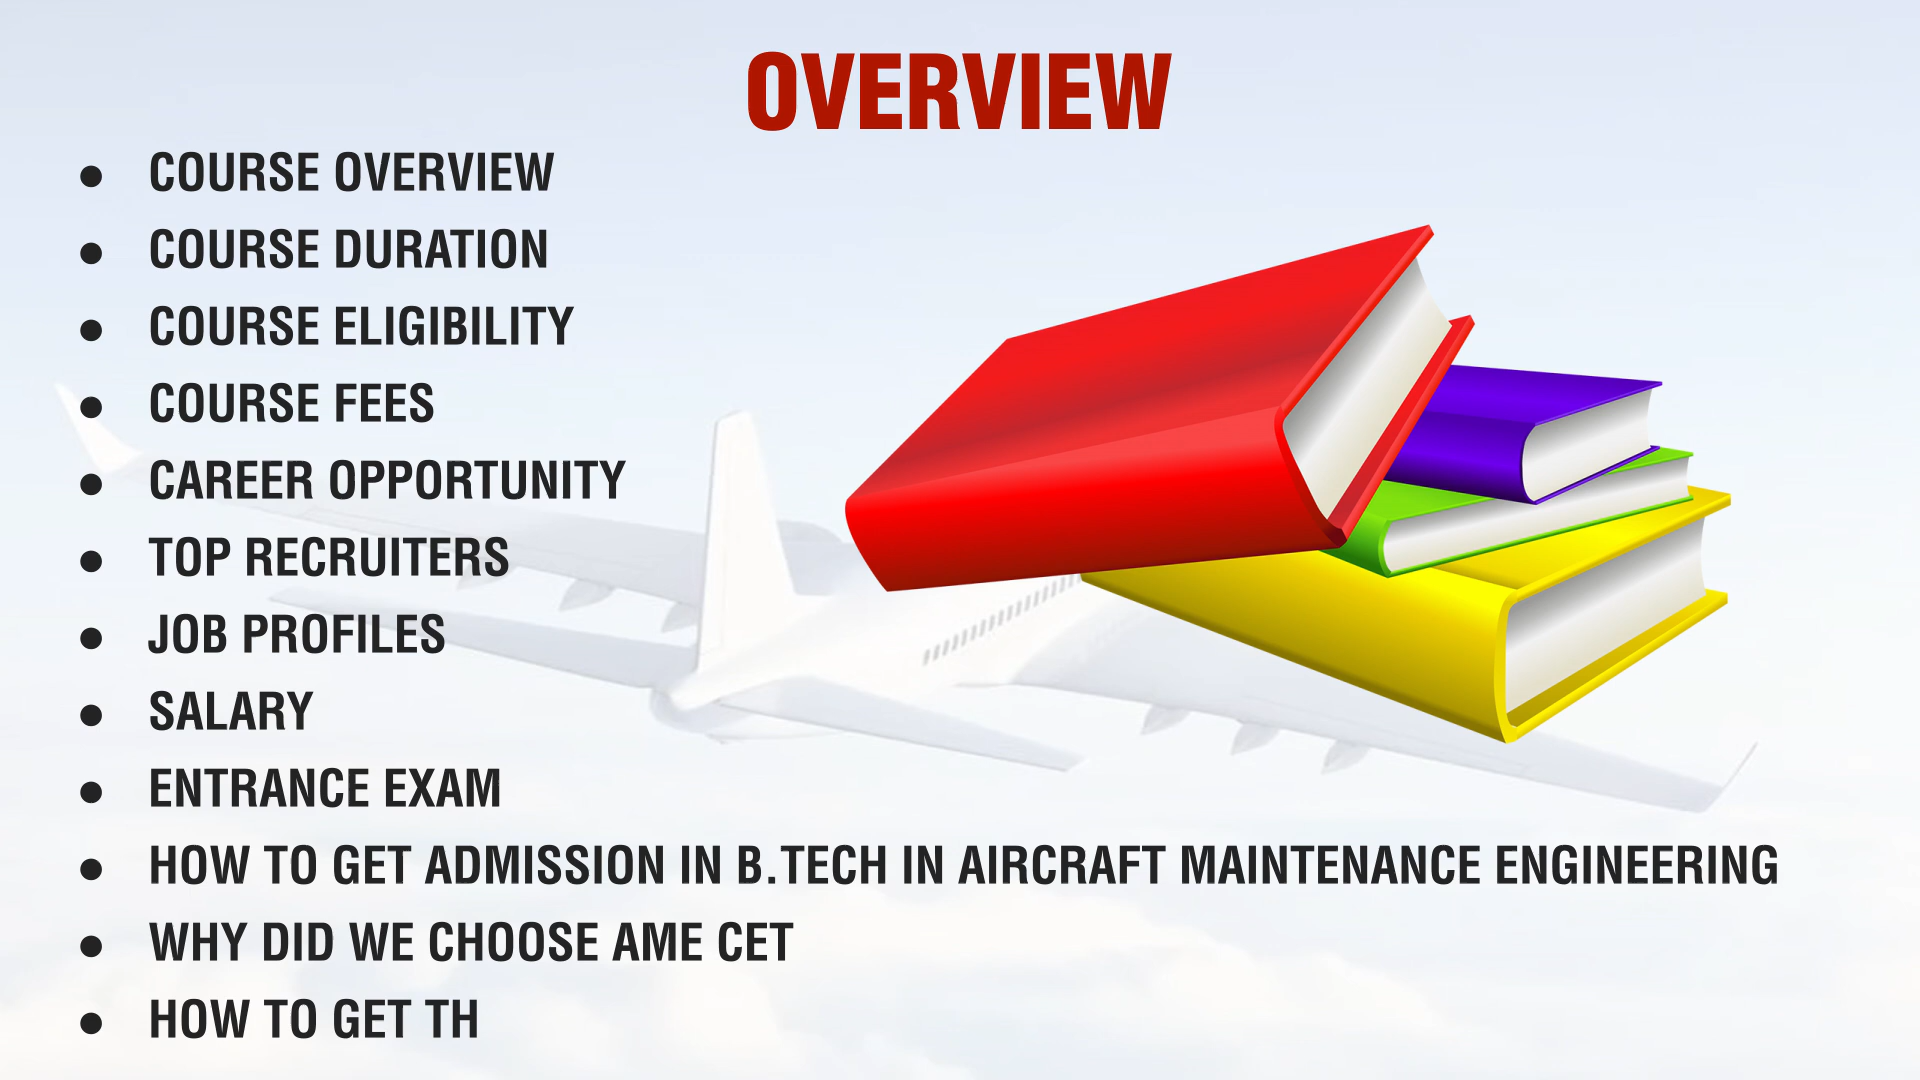 OVERVIEW
● COURSE OVERVIEW
● COURSE DURATION
● COURSE ELIGIBILITY
● COURSE FEES
● CAREER OPPORTUNITY
● TOP RECRUITERS
● JOB PROFILES
● SALARY
● ENTRANCE EXAM
● HOW TO GET ADMISSION IN B.TECH IN AIRCRAFT MAINTENANCE ENGINEERING
● WHY DID WE CHOOSE AME CET
● HOW TO GET TH